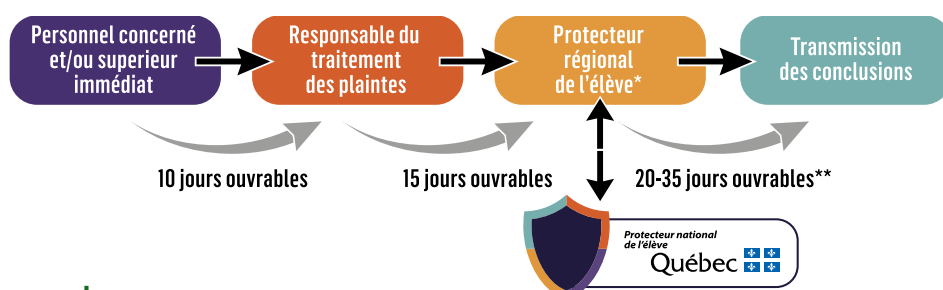 Personnel concerné
et/ou superieur
immédiat
Responsable du
traitement
des plaintes
Protecteur
régional
de l'élève*
Transmission
des conclusions
10 jours ouvrables
15 jours ouvrables
20-35 jours ouvrables**
Protecteur national
de l'élève
Québec